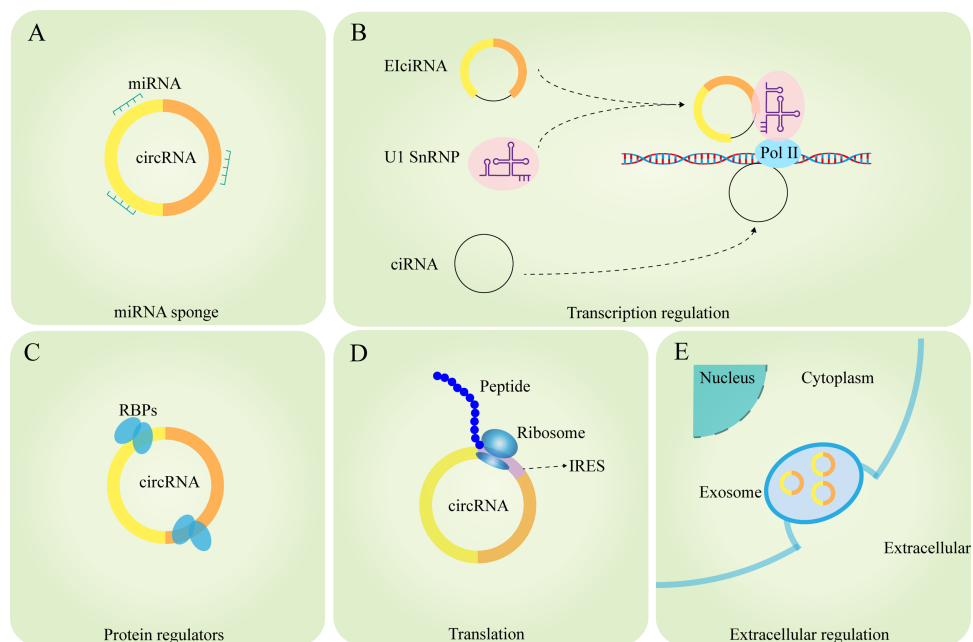 A
miRNA
circRNA
miRNA sponge
B
EIciRNA
U1 SnRNP
Pol II
ciRNA
Transcription regulation
C
RBPs
circRNA
Protein regulators
D
Peptide
Ribosome
IRES
circRNA
Translation
E
Nucleus
Cytoplasm
Exosome
Extracellular
Extracellular regulation